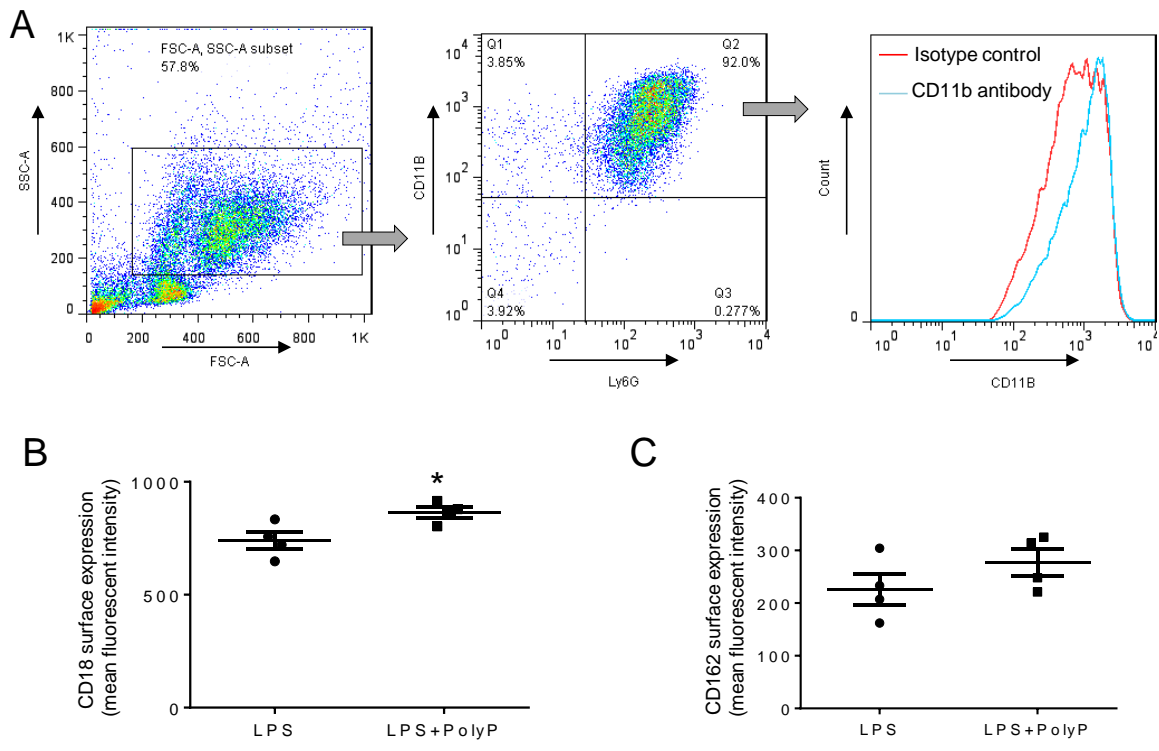 A
FSC-A, SSC-A subset
57.8%
1K
800
600
400
200
0
SSC-A
0 200 400 600 800 1K
FSC-A
Q1
3.85%
Q2
92.0%
Q4
3.92%
Q3
0.277%
10^4
10^3
10^2
10^1
10^0
CD11B
10^0 10^1 10^2 10^3 10^4
Ly6G
Isotype control
CD11b antibody
Count
0
10^0 10^1 10^2 10^3 10^4
CD11B
B
CD18 surface expression
(mean fluorescent intensity)
1000
500
0
*
LPS LPS+PolyP
C
CD162 surface expression
(mean fluorescent intensity)
400
300
200
100
0
LPS LPS+PolyP